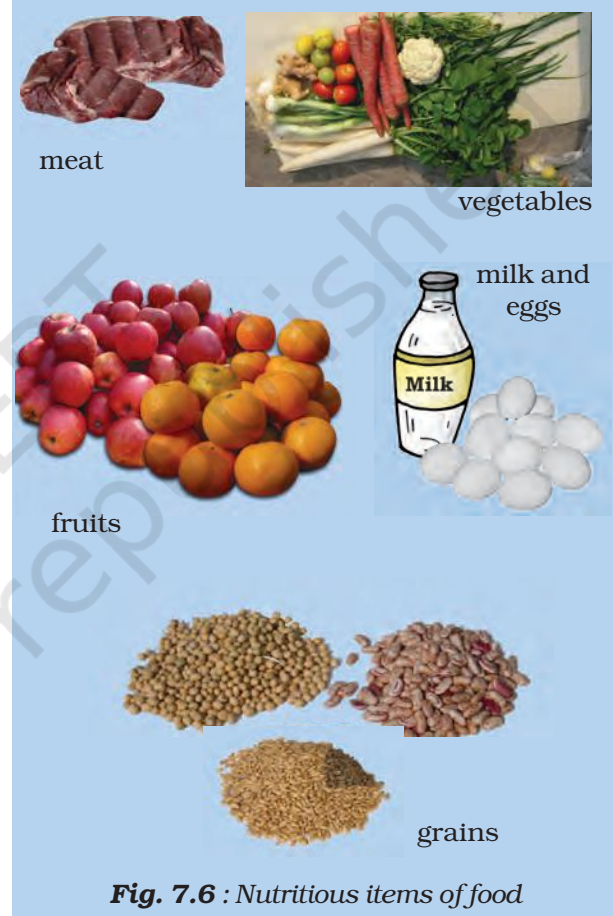 meat
vegetables
milk and
eggs
Milk
fruits
grains
Fig. 7.6 : Nutritious items of food